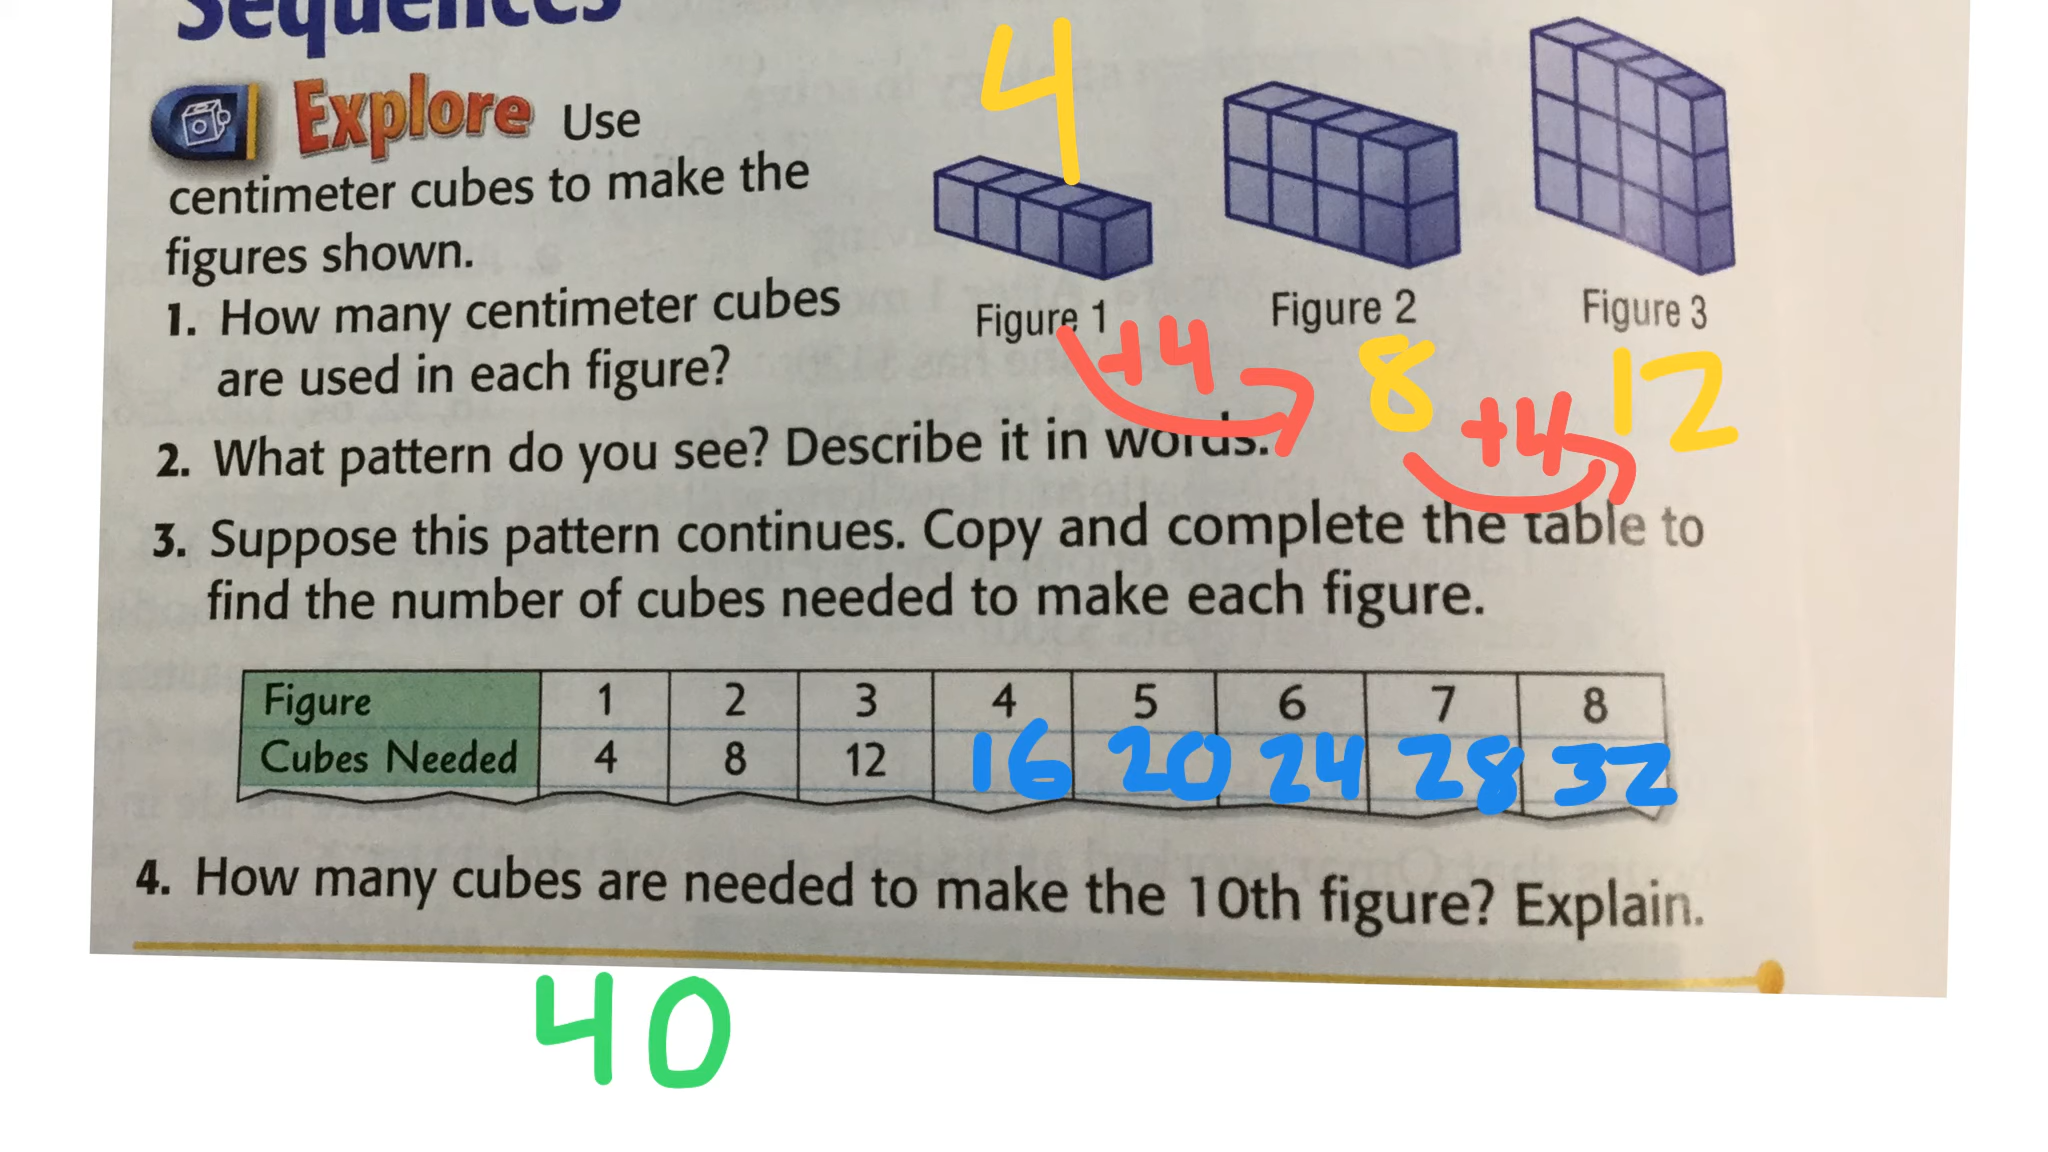 Sequences
Explore Use
centimeter cubes to make the
figures shown.
1. How many centimeter cubes
are used in each figure?
4
Figure 1
Figure 2
Figure 3
+4
8
+4
12
2. What pattern do you see? Describe it in words.
3. Suppose this pattern continues. Copy and complete the table to
find the number of cubes needed to make each figure.
Figure 1 2 3 4 5 6 7 8
Cubes Needed 4 8 12 16 20 24 28 32
4. How many cubes are needed to make the 10th figure? Explain.
40